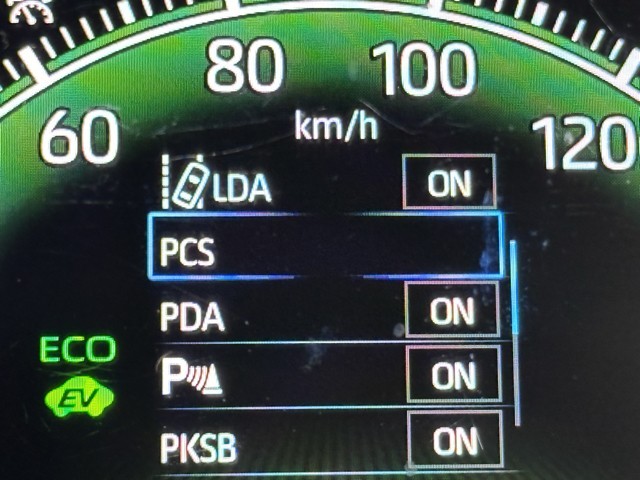 80 100
60 km/h 120
LDA ON
PCS
PDA ON
ECO
P ON
EV
PKSB ON